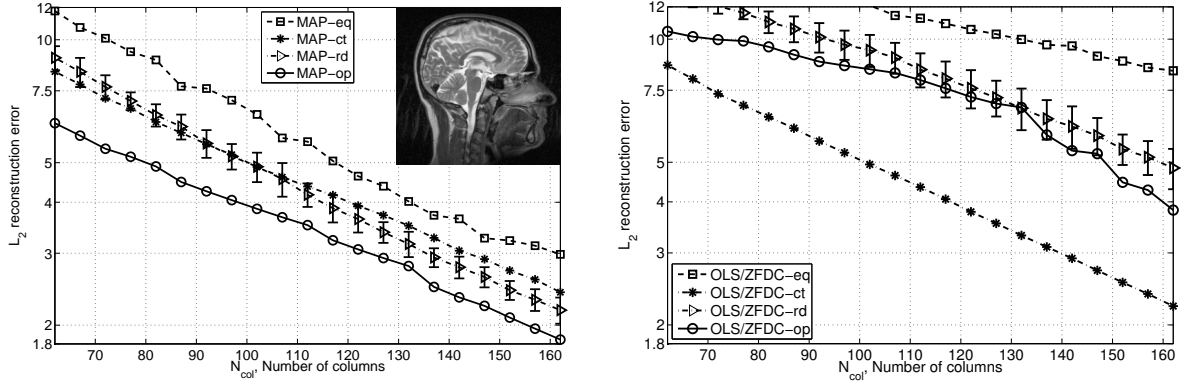 12
10
7.5
5
3
2
1.8
L2 reconstruction error
MAP-eq
MAP-ct
MAP-rd
MAP-op
70 80 90 100 110 120 130 140 150 160
Ncol, Number of columns
12
10
7.5
5
3
2
1.8
L2 reconstruction error
OLS/ZFDC-eq
OLS/ZFDC-ct
OLS/ZFDC-rd
OLS/ZFDC-op
70 80 90 100 110 120 130 140 150 160
Ncol, Number of columns